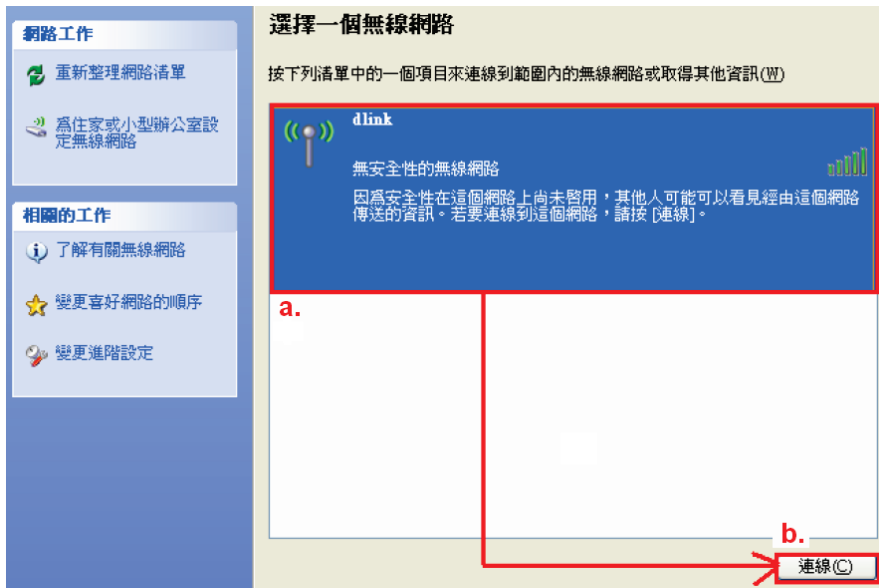 網路工作
重新整理網路清單
為住家或小型辦公室設
定無線網路
相關的工作
了解有關無線網路
變更喜好網路的順序
變更進階設定
選擇一個無線網路
按下列清單中的一個項目來連線到範圍內的無線網路或取得其他資訊(W)
dlink
無安全性的無線網路
因為安全性在這個網路上尚未啓用，其他人可能可以看見經由這個網路
傳送的資訊。若要連線到這個網路，請按 [連線]。
a.
b.
連線(C)